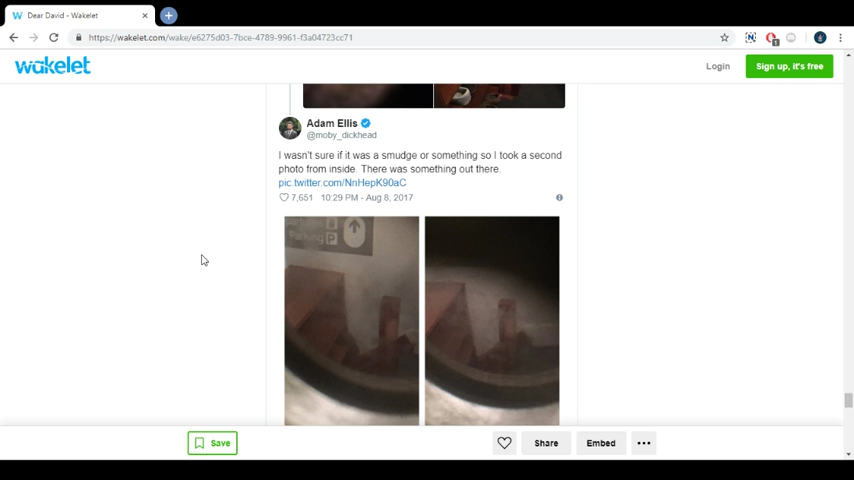 Dear David - Wakelet
https://wakelet.com/wake/e6275d03-7bce-4789-9961-f3a04723cc71
wakelet
Login
Sign up, it's free
Adam Ellis
@moby_dickhead
I wasn't sure if it was a smudge or something so I took a second
photo from inside. There was something out there.
pic.twitter.com/NnHepK90aC
7,651 10:29 PM - Aug 8, 2017
Parking P
Save
Share
Embed